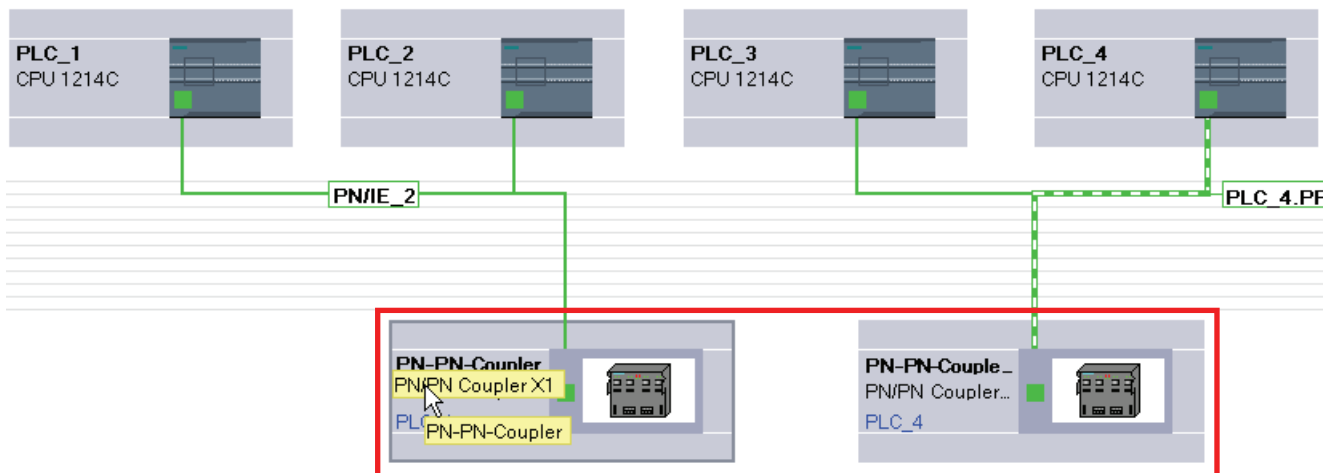 PLC_1
CPU 1214C
PLC_2
CPU 1214C
PLC_3
CPU 1214C
PLC_4
CPU 1214C
PN/IE_2
PLC_4.PR
PN-PN-Coupler
PN/PN Coupler X1
PLC
PN-PN-Coupler
PN-PN-Couple_
PN/PN Coupler...
PLC_4